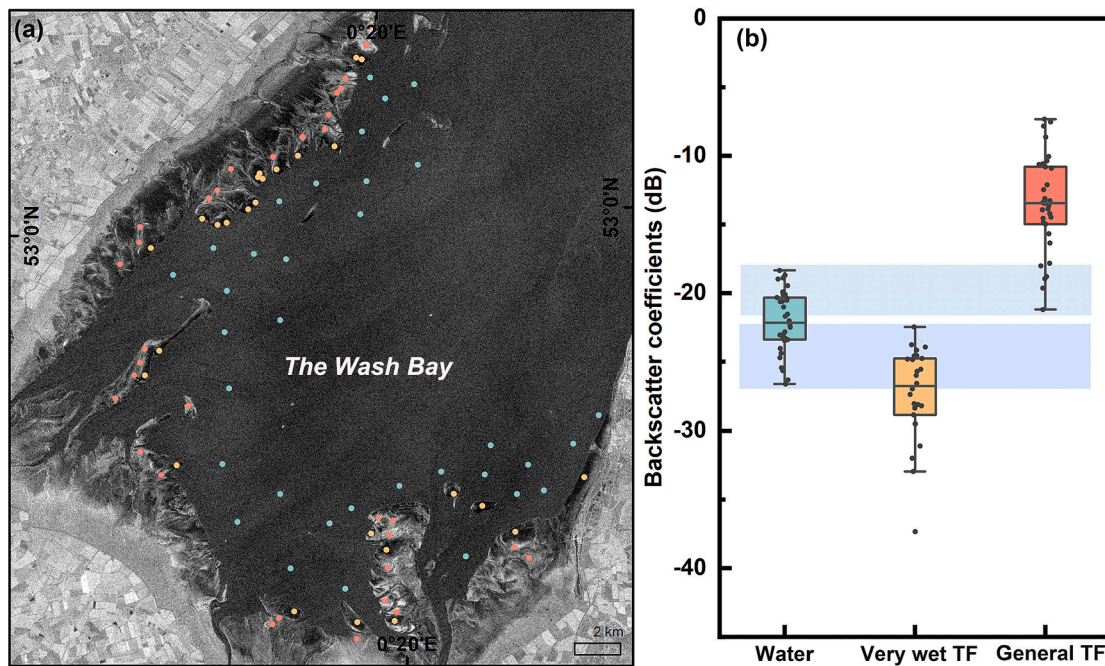 (a)
0°20'E
53°0'N
53°0'N
The Wash Bay
2 km
0°20'E
(b)
Backscatter coefficients (dB)
0
-10
-20
-30
-40
Water
Very wet TF
General TF